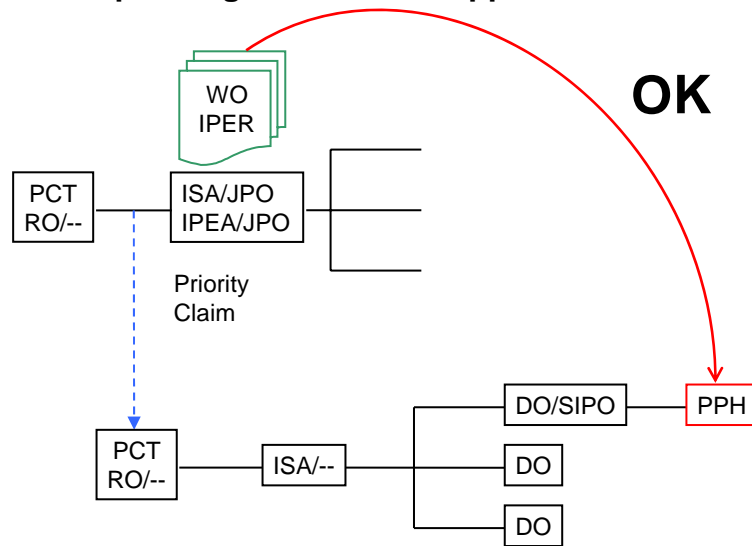 WO
IPER
OK
PCT
RO/--
ISA/JPO
IPEA/JPO
Priority
Claim
DO/SIPO
PPH
PCT
RO/--
ISA/--
DO
DO